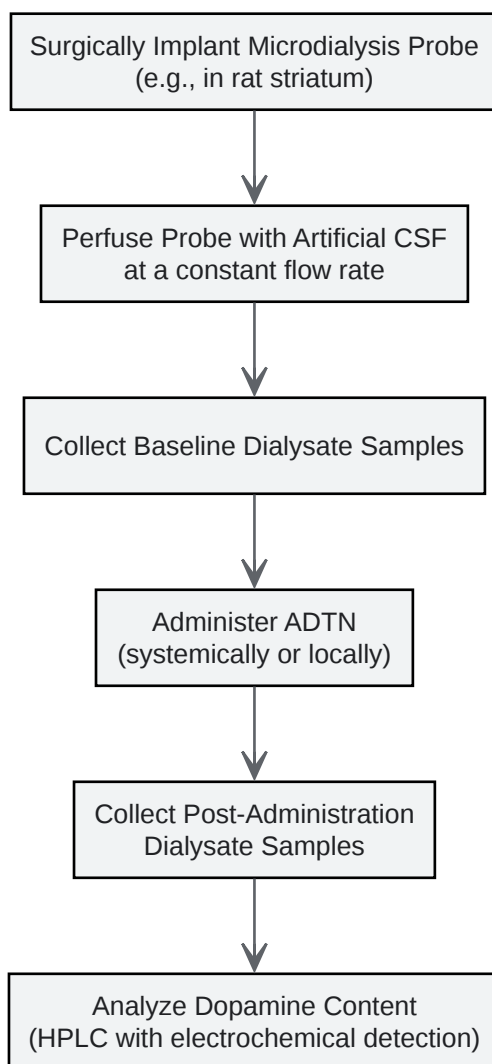 Surgically Implant Microdialysis Probe
(e.g., in rat striatum)
Perfuse Probe with Artificial CSF
at a constant flow rate
Collect Baseline Dialysate Samples
Administer ADTN
(systemically or locally)
Collect Post-Administration
Dialysate Samples
Analyze Dopamine Content
(HPLC with electrochemical detection)